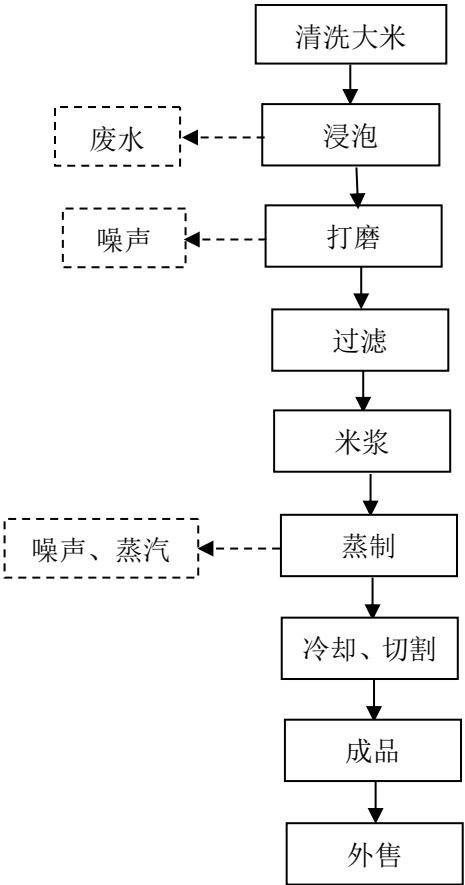 清洗大米
废水
浸泡
噪声
打磨
过滤
米浆
噪声、蒸汽
蒸制
冷却、切割
成品
外售